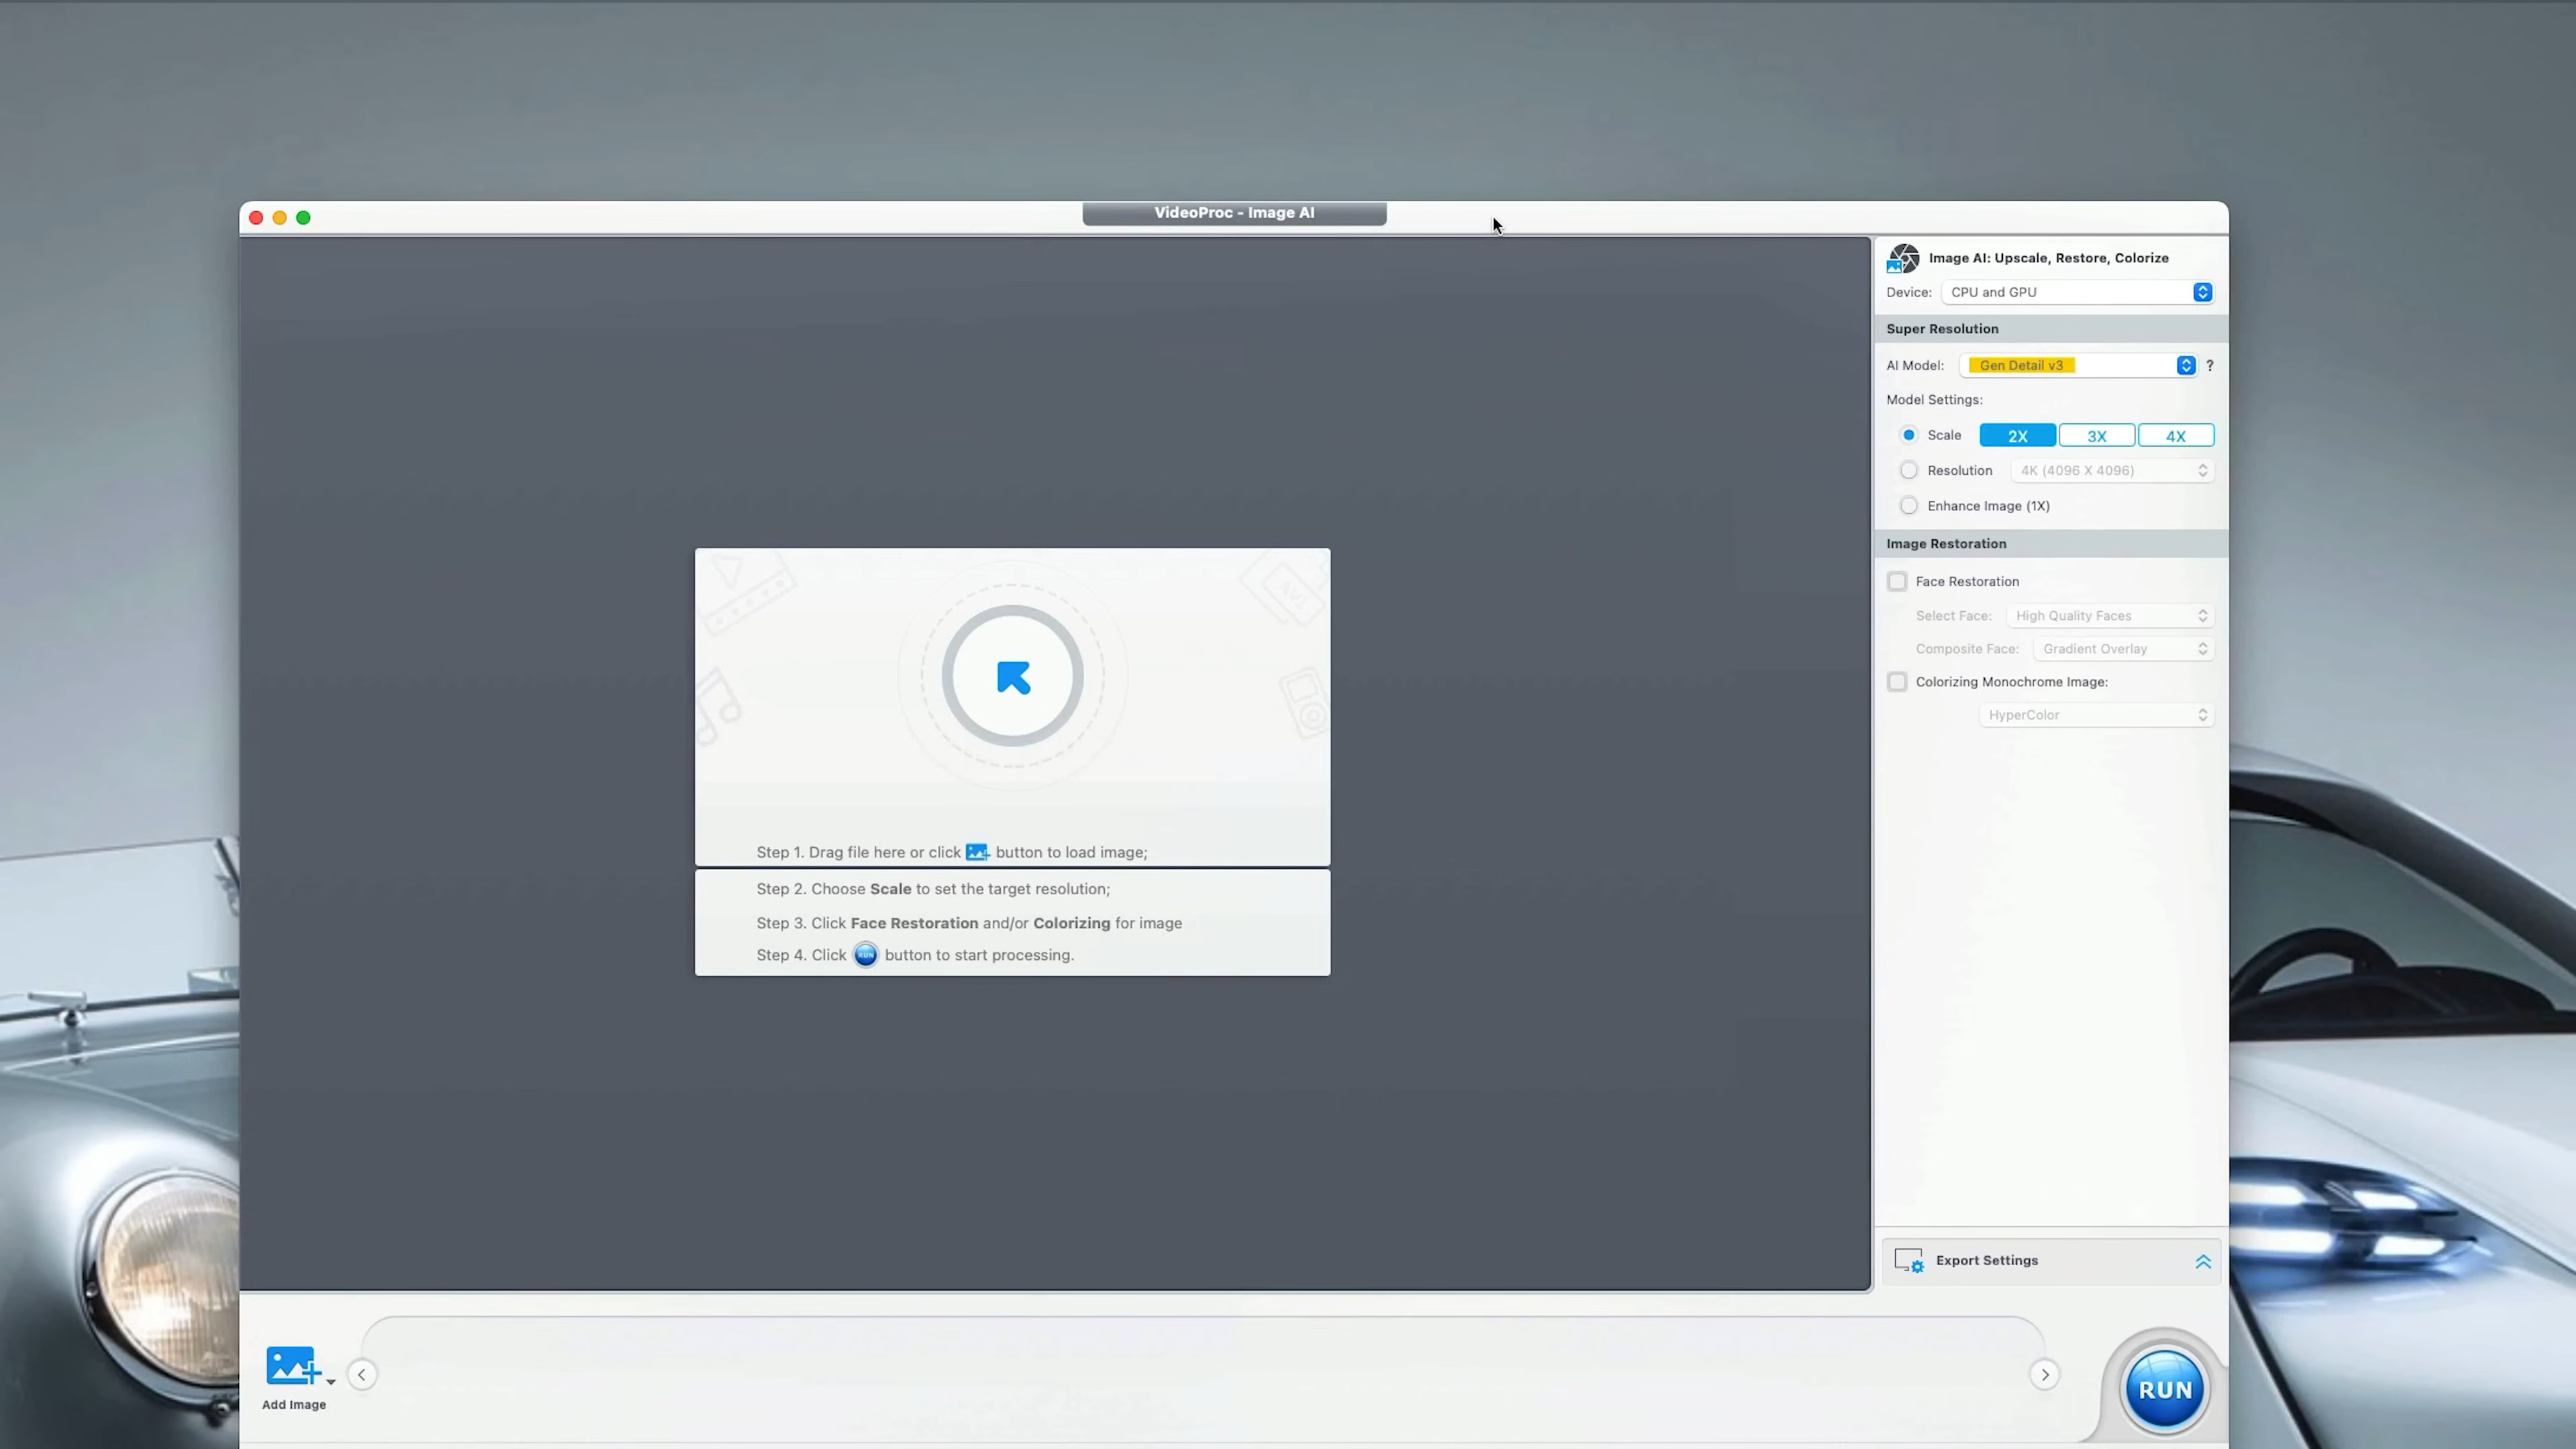 VideoProc - Image AI
Image AI: Upscale, Restore, Colorize
Device: CPU and GPU
Super Resolution
AI Model: Gen Detail v3 ?
Model Settings:
Scale 2X 3X 4X
Resolution 4K (4096 X 4096)
Enhance Image (1X)
Image Restoration
Face Restoration
Select Face: High Quality Faces
Composite Face: Gradient Overlay
Colorizing Monochrome Image:
HyperColor
AVI
Step 1. Drag file here or click button to load image;
Step 2. Choose Scale to set the target resolution;
Step 3. Click Face Restoration and/or Colorizing for image
Step 4. Click RUN button to start processing.
Export Settings
Add Image
RUN